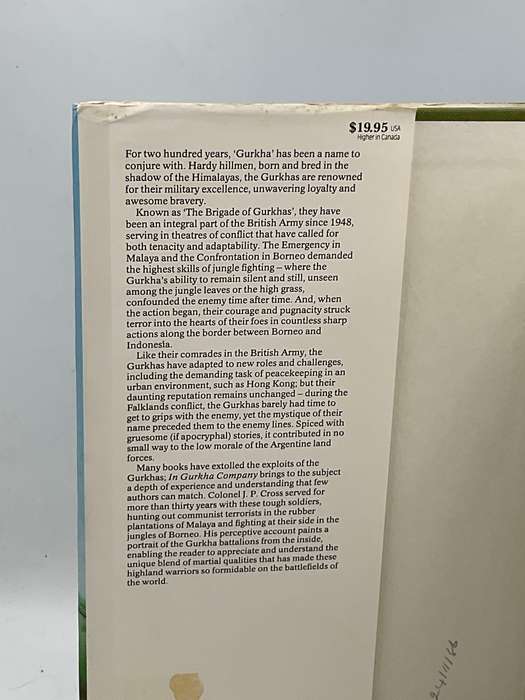 $19.95 USA
Higher in Canada
For two hundred years, 'Gurkha' has been a name to
conjure with. Hardy hillmen, born and bred in the
shadow of the Himalayas, the Gurkhas are renowned
for their military excellence, unwavering loyalty and
awesome bravery.
Known as 'The Brigade of Gurkhas', they have
been an integral part of the British Army since 1948,
serving in theatres of conflict that have called for
both tenacity and adaptability. The Emergency in
Malaya and the Confrontation in Borneo demanded
the highest skills of jungle fighting – where the
Gurkha's ability to remain silent and still, unseen
among the jungle leaves or the high grass,
confounded the enemy time after time. And, when
the action began, their courage and pugnacity struck
terror into the hearts of their foes in countless sharp
actions along the border between Borneo and
Indonesia.
Like their comrades in the British Army, the
Gurkhas have adapted to new roles and challenges,
including the demanding task of peacekeeping in an
urban environment, such as Hong Kong; but their
daunting reputation remains unchanged – during the
Falklands conflict, the Gurkhas barely had time to
get to grips with the enemy, yet the mystique of their
name preceded them to the enemy lines. Spiced with
gruesome (if apocryphal) stories, it contributed in no
small way to the low morale of the Argentine land
forces.
Many books have extolled the exploits of the
Gurkhas; In Gurkha Company brings to the subject
a depth of experience and understanding that few
authors can match. Colonel J. P. Cross served for
more than thirty years with these tough soldiers,
hunting out communist terrorists in the rubber
plantations of Malaya and fighting at their side in the
jungles of Borneo. His perceptive account paints a
portrait of the Gurkha battalions from the inside,
enabling the reader to appreciate and understand the
unique blend of martial qualities that has made these
highland warriors so formidable on the battlefields of
the world.